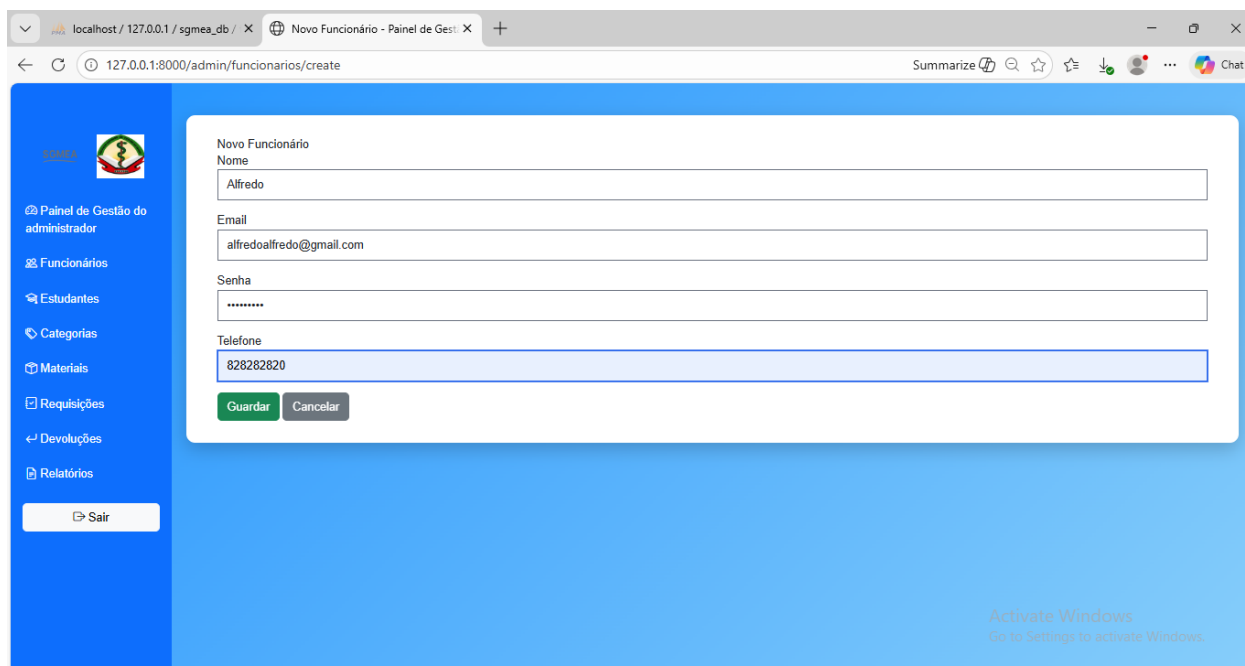 localhost / 127.0.0.1 / sgmea_db /
Novo Funcionário - Painel de Gest
127.0.0.1:8000/admin/funcionarios/create
Summarize
Chat
SGMEA
Painel de Gestão do
administrador
Funcionários
Estudantes
Categorias
Materiais
Requisições
Devoluções
Relatórios
Sair
Novo Funcionário
Nome
Alfredo
Email
alfredoalfredo@gmail.com
Senha
•••••••••
Telefone
828282820
Guardar Cancelar
Activate Windows
Go to Settings to activate Windows.